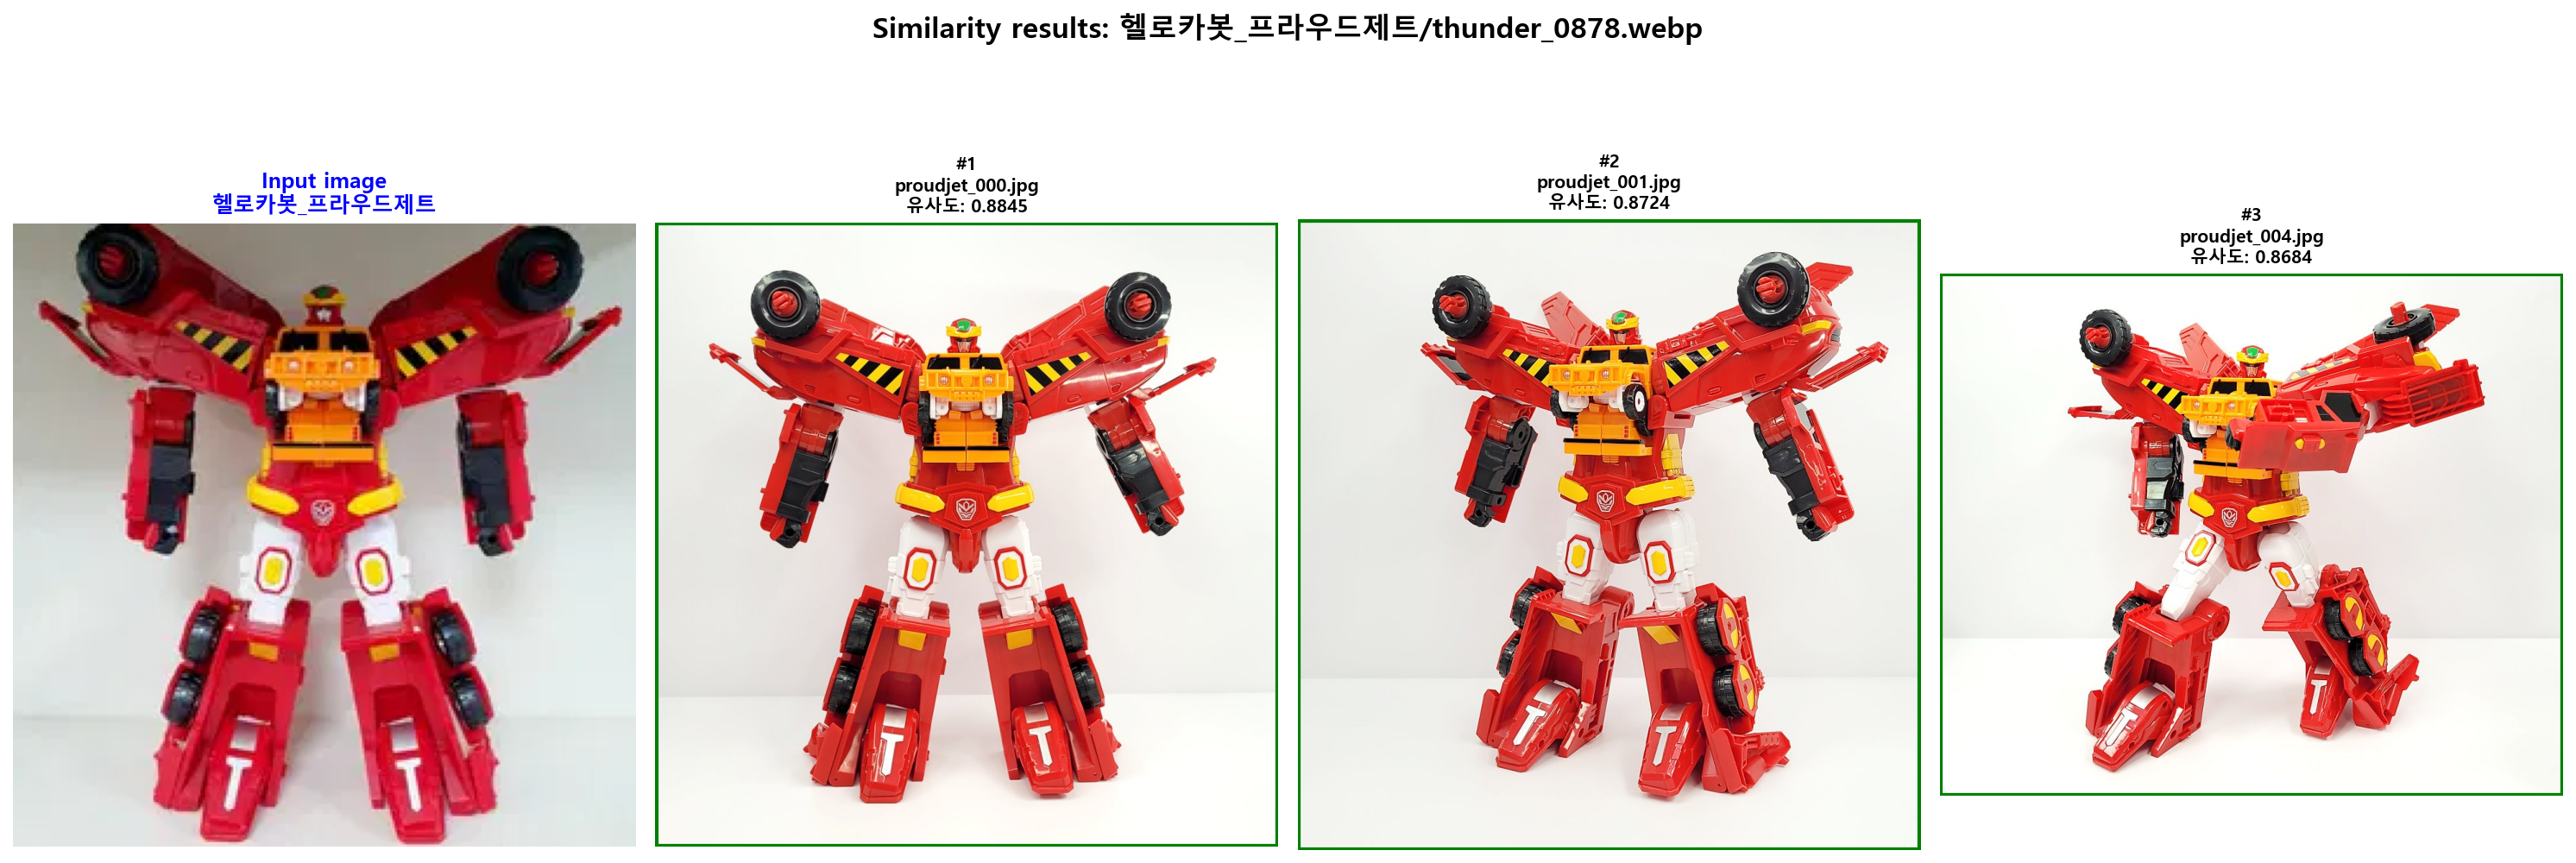 Similarity results: 헬로카봇_프라우드제트/thunder_0878.webp
Input image
헬로카봇_프라우드제트
#1
proudjet_000.jpg
유사도: 0.8845
#2
proudjet_001.jpg
유사도: 0.8724
#3
proudjet_004.jpg
유사도: 0.8684
T T
T T
T T
T T